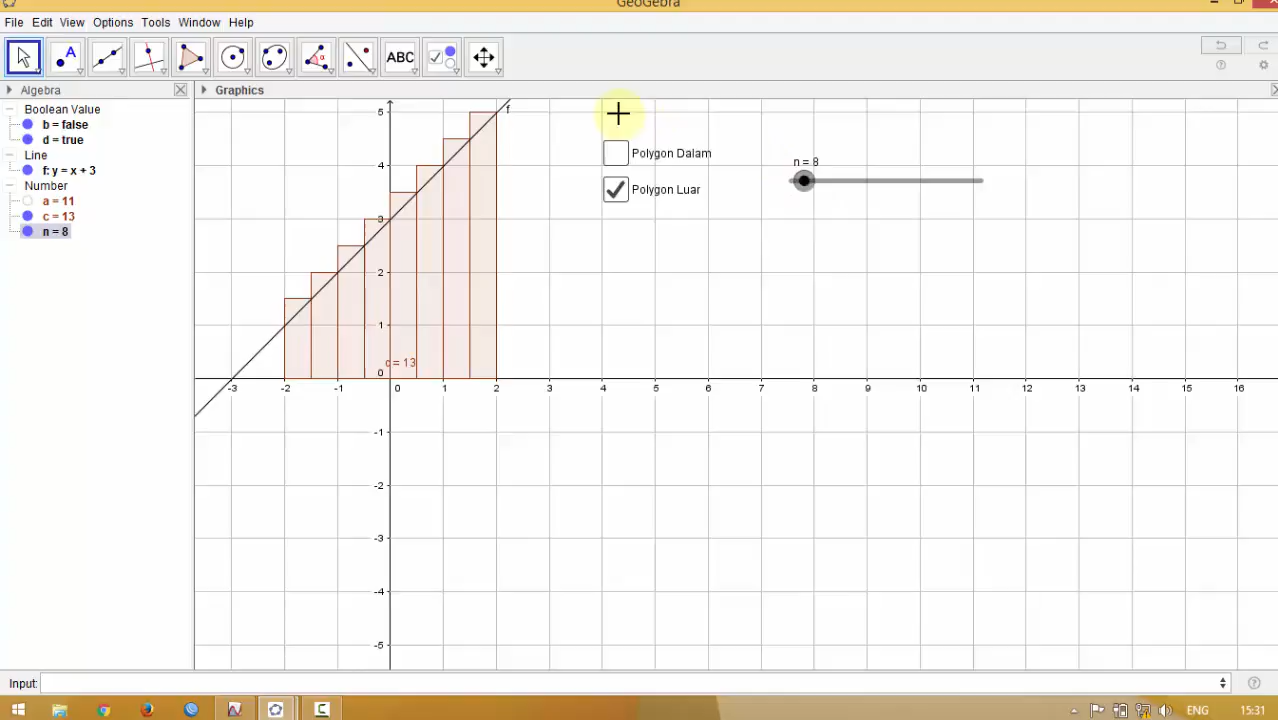 GeoGebra
File Edit Options Tools Window Help
A ABC
Algebra
Graphics
Boolean Value
b = false
d = true
Line
f: y = x + 3
Number
a = 11
c = 13
n = 8
f
Polygon Dalam
Polygon Luar
n = 8
c = 13
5
4
3
2
1
0
-1
-2
-3
-4
-5
-3 -2 -1 0 1 2 3 4 5 6 7 8 9 10 11 12 13 14 15 16
Input:
ENG 15:31